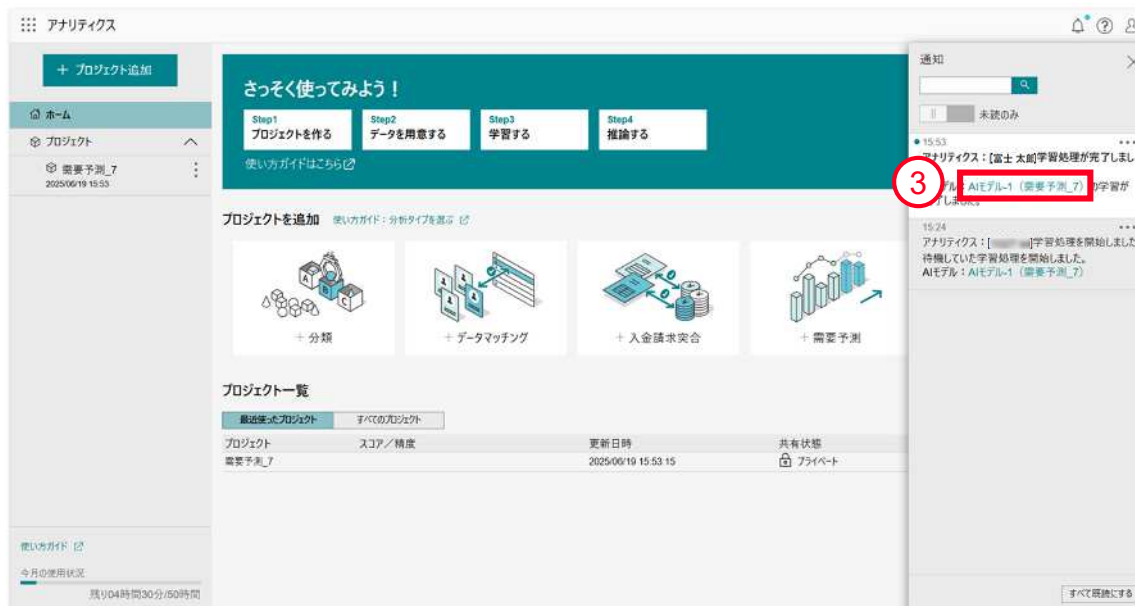 アナリティクス
+ プロジェクト追加
ホーム
プロジェクト
需要予測_7
2025/06/19 15:53
使い方ガイド
今月の使用状況
残り04時間30分/50時間
さっそく使ってみよう！
Step1
プロジェクトを作る
Step2
データを用意する
Step3
学習する
Step4
推論する
使い方ガイドはこちら
プロジェクトを追加 使い方ガイド：分析タイプを選ぶ
+ 分類
+ データマッチング
+ 入金請求突合
+ 需要予測
プロジェクト一覧
最近使ったプロジェクト すべてのプロジェクト
プロジェクト スコア／精度 更新日時 共有状態
需要予測_7 2025/06/19 15:53:15 プライベート
通知
未読のみ
15:53
アナリティクス：[富士 太郎]学習処理が完了しまし
3
デル：AIモデル-1（需要予測_7）の学習が
了しました。
15:24
アナリティクス：[ ]学習処理を開始しました
待機していた学習処理を開始しました。
AIモデル：AIモデル-1（需要予測_7）
すべて既読にする